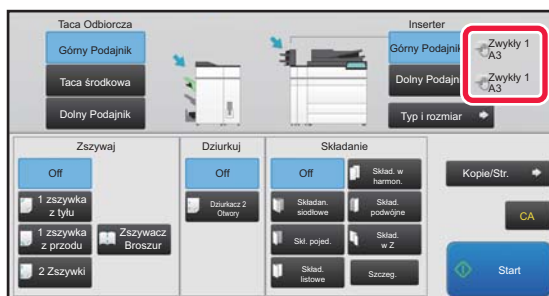 Taca Odbiorcza
Górny Podajnik
Taca środkowa
Dolny Podajnik
Inserter
Górny Podajnik
Zwykły 1
A3
Dolny
Zwykły 1
A3
Typ i rozmiar
Zszywaj
Off
1 zszywka
z tyłu
1 zszywka
z przodu
Zszywacz
Broszur
2 Zszywki
Dziurkuj
Off
Dziurkacz 2
Otwory
Składanie
Off
Skład. w
harmon.
Składan.
siodłowe
Skład.
podwójne
Skł. pojed.
Skład.
w Z
Skład.
listowe
Szczeg.
Kopie/Str.
CA
Start